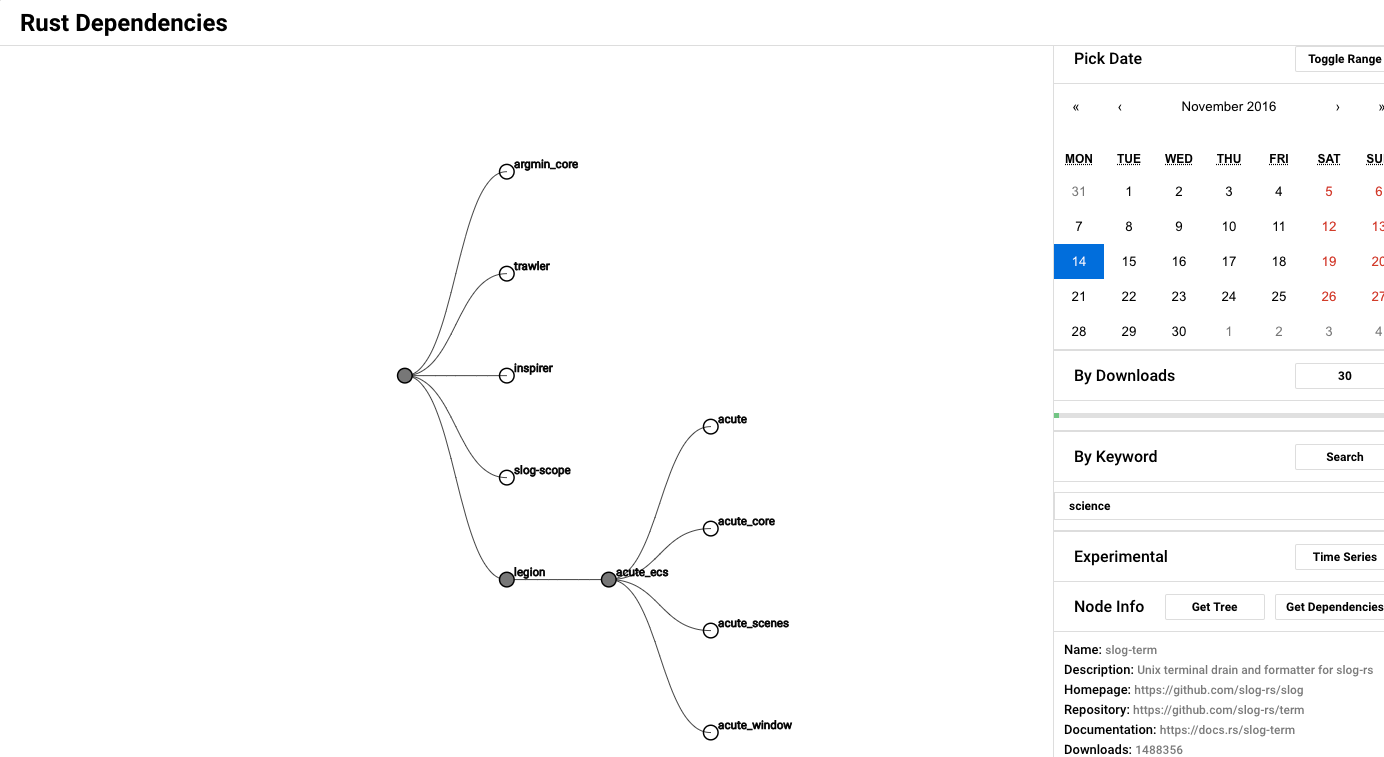 Rust Dependencies
argmin_core
trawler
inspirer
slog-scope
legion
acute_ecs
acute
acute_core
acute_scenes
acute_window
Pick Date
Toggle Range
« ‹ November 2016 › »
MON TUE WED THU FRI SAT SU
31 1 2 3 4 5 6
7 8 9 10 11 12 13
14 15 16 17 18 19 20
21 22 23 24 25 26 27
28 29 30 1 2 3 4
By Downloads
30
By Keyword
Search
science
Experimental
Time Series
Node Info
Get Tree
Get Dependencies
Name: slog-term
Description: Unix terminal drain and formatter for slog-rs
Homepage: https://github.com/slog-rs/slog
Repository: https://github.com/slog-rs/term
Documentation: https://docs.rs/slog-term
Downloads: 1488356